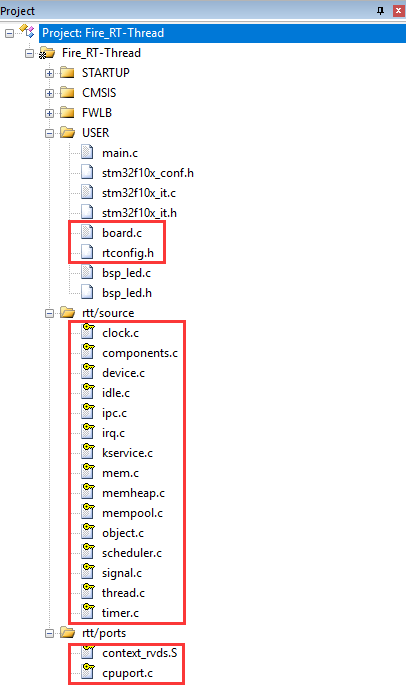 Project
Project: Fire_RT-Thread
Fire_RT-Thread
STARTUP
CMSIS
FWLB
USER
main.c
stm32f10x_conf.h
stm32f10x_it.c
stm32f10x_it.h
board.c
rtconfig.h
bsp_led.c
bsp_led.h
rtt/source
clock.c
components.c
device.c
idle.c
ipc.c
irq.c
kservice.c
mem.c
memheap.c
mempool.c
object.c
scheduler.c
signal.c
thread.c
timer.c
rtt/ports
context_rvds.S
cpuport.c